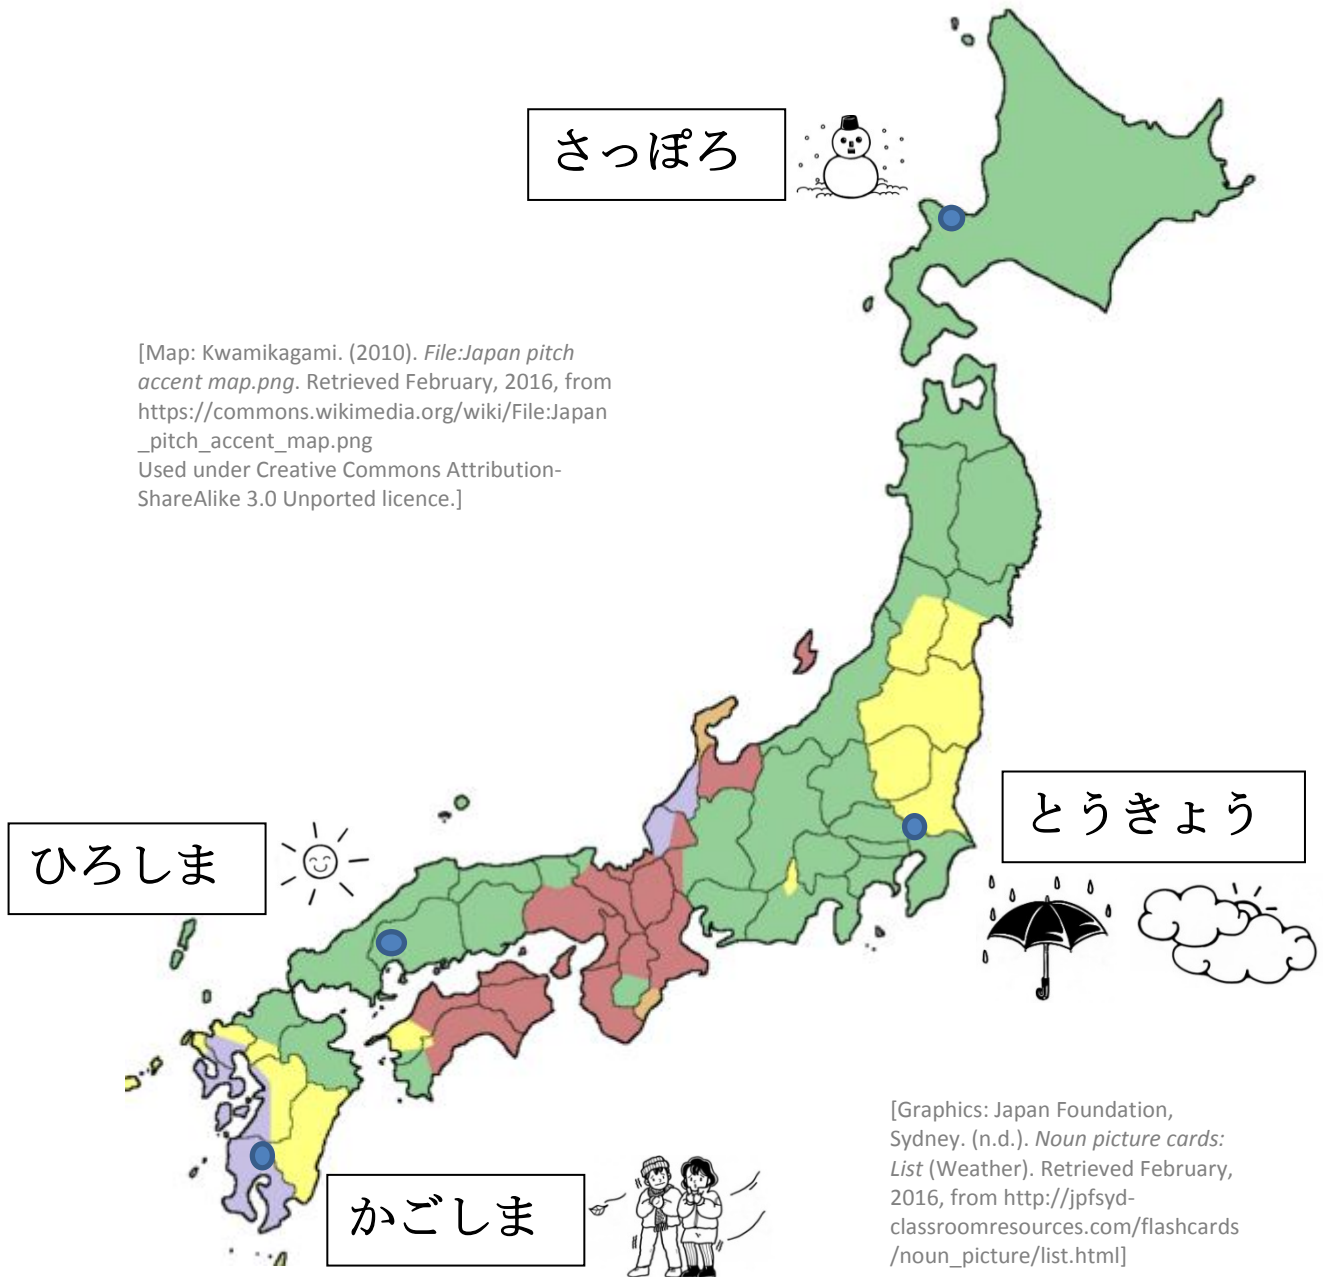 さっぽろ
[Map: Kwamikagami. (2010). File:Japan pitch
accent map.png. Retrieved February, 2016, from
https://commons.wikimedia.org/wiki/File:Japan
_pitch_accent_map.png
Used under Creative Commons Attribution-
ShareAlike 3.0 Unported licence.]
とうきょう
ひろしま
かごしま
[Graphics: Japan Foundation,
Sydney. (n.d.). Noun picture cards:
List (Weather). Retrieved February,
2016, from http://jpfsyd-
classroomresources.com/flashcards
/noun_picture/list.html]